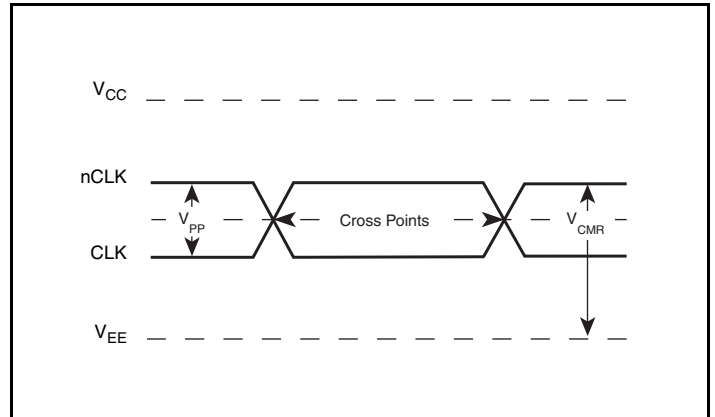 VCC
nCLK
VPP
Cross Points
VCMR
CLK
VEE